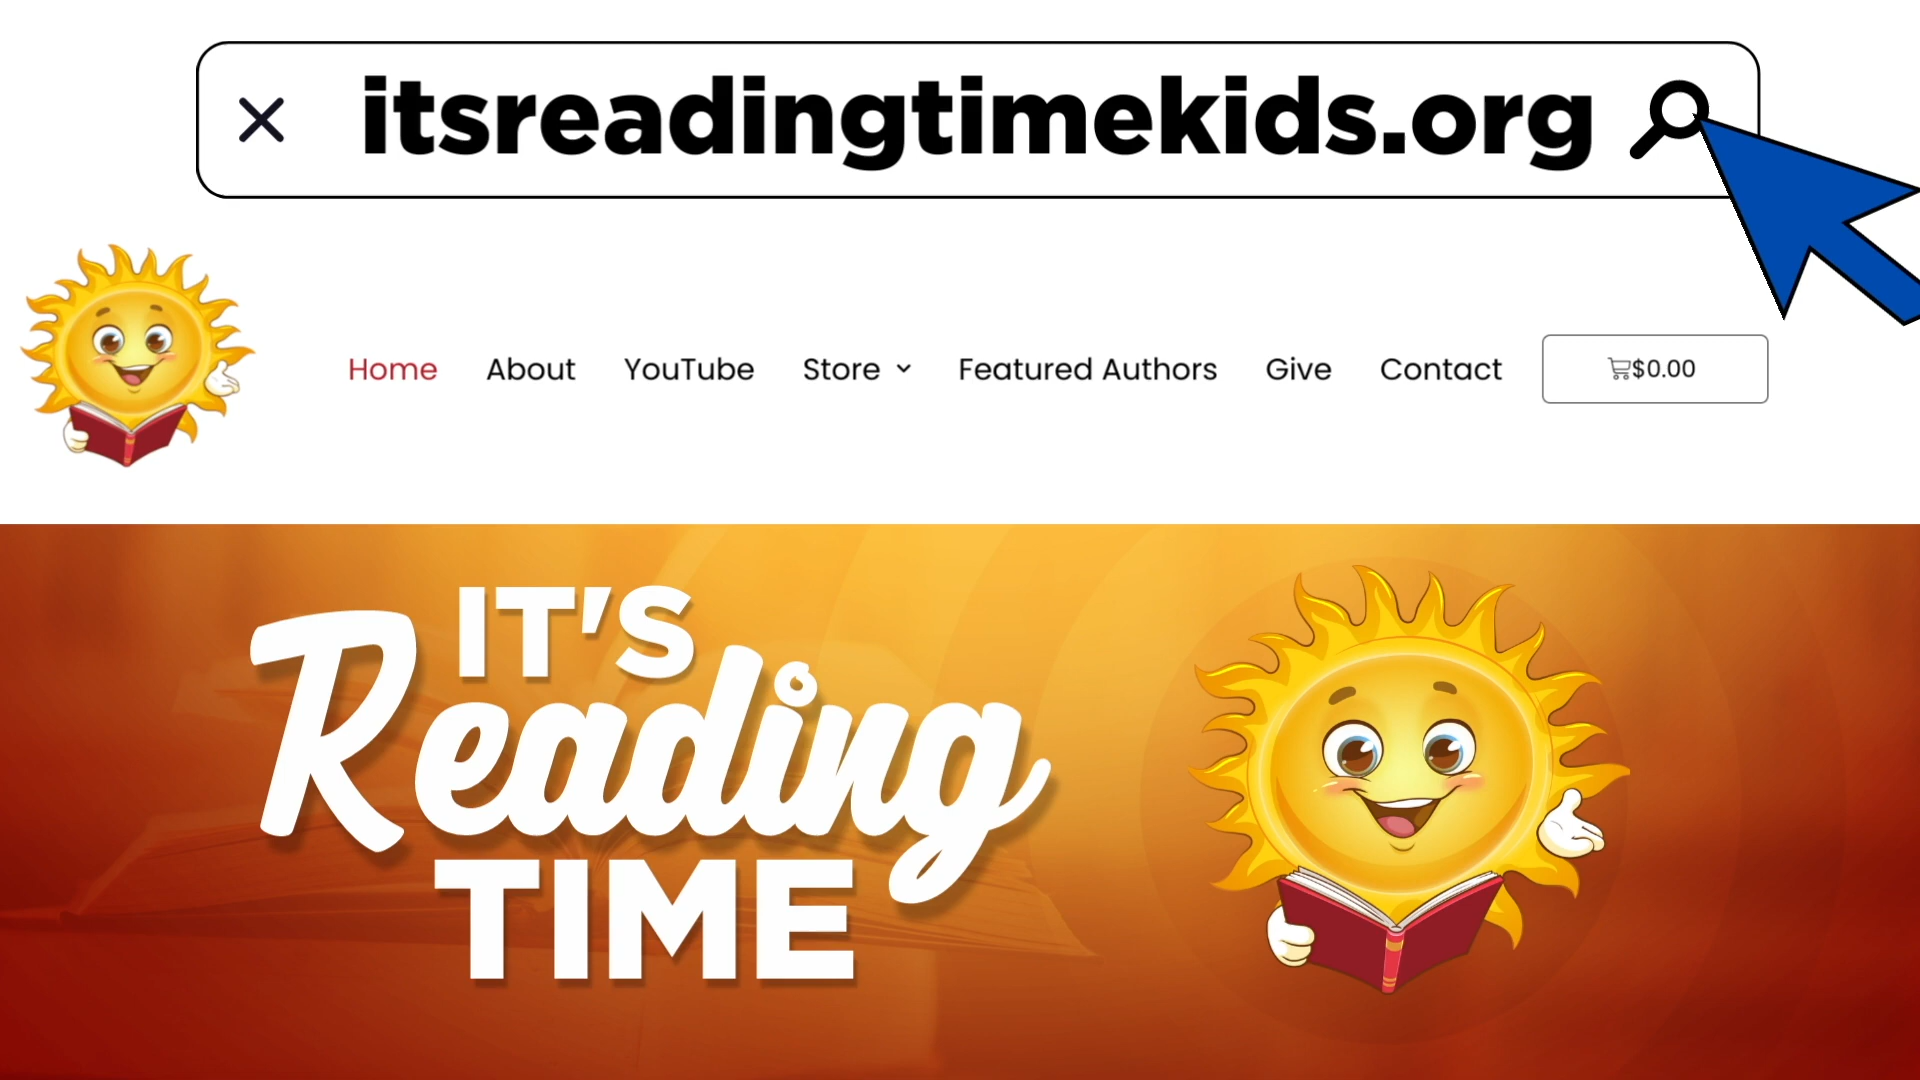 itsreadingtimekids.org
Home About YouTube Store Featured Authors Give Contact $0.00
IT'S
Reading
TIME